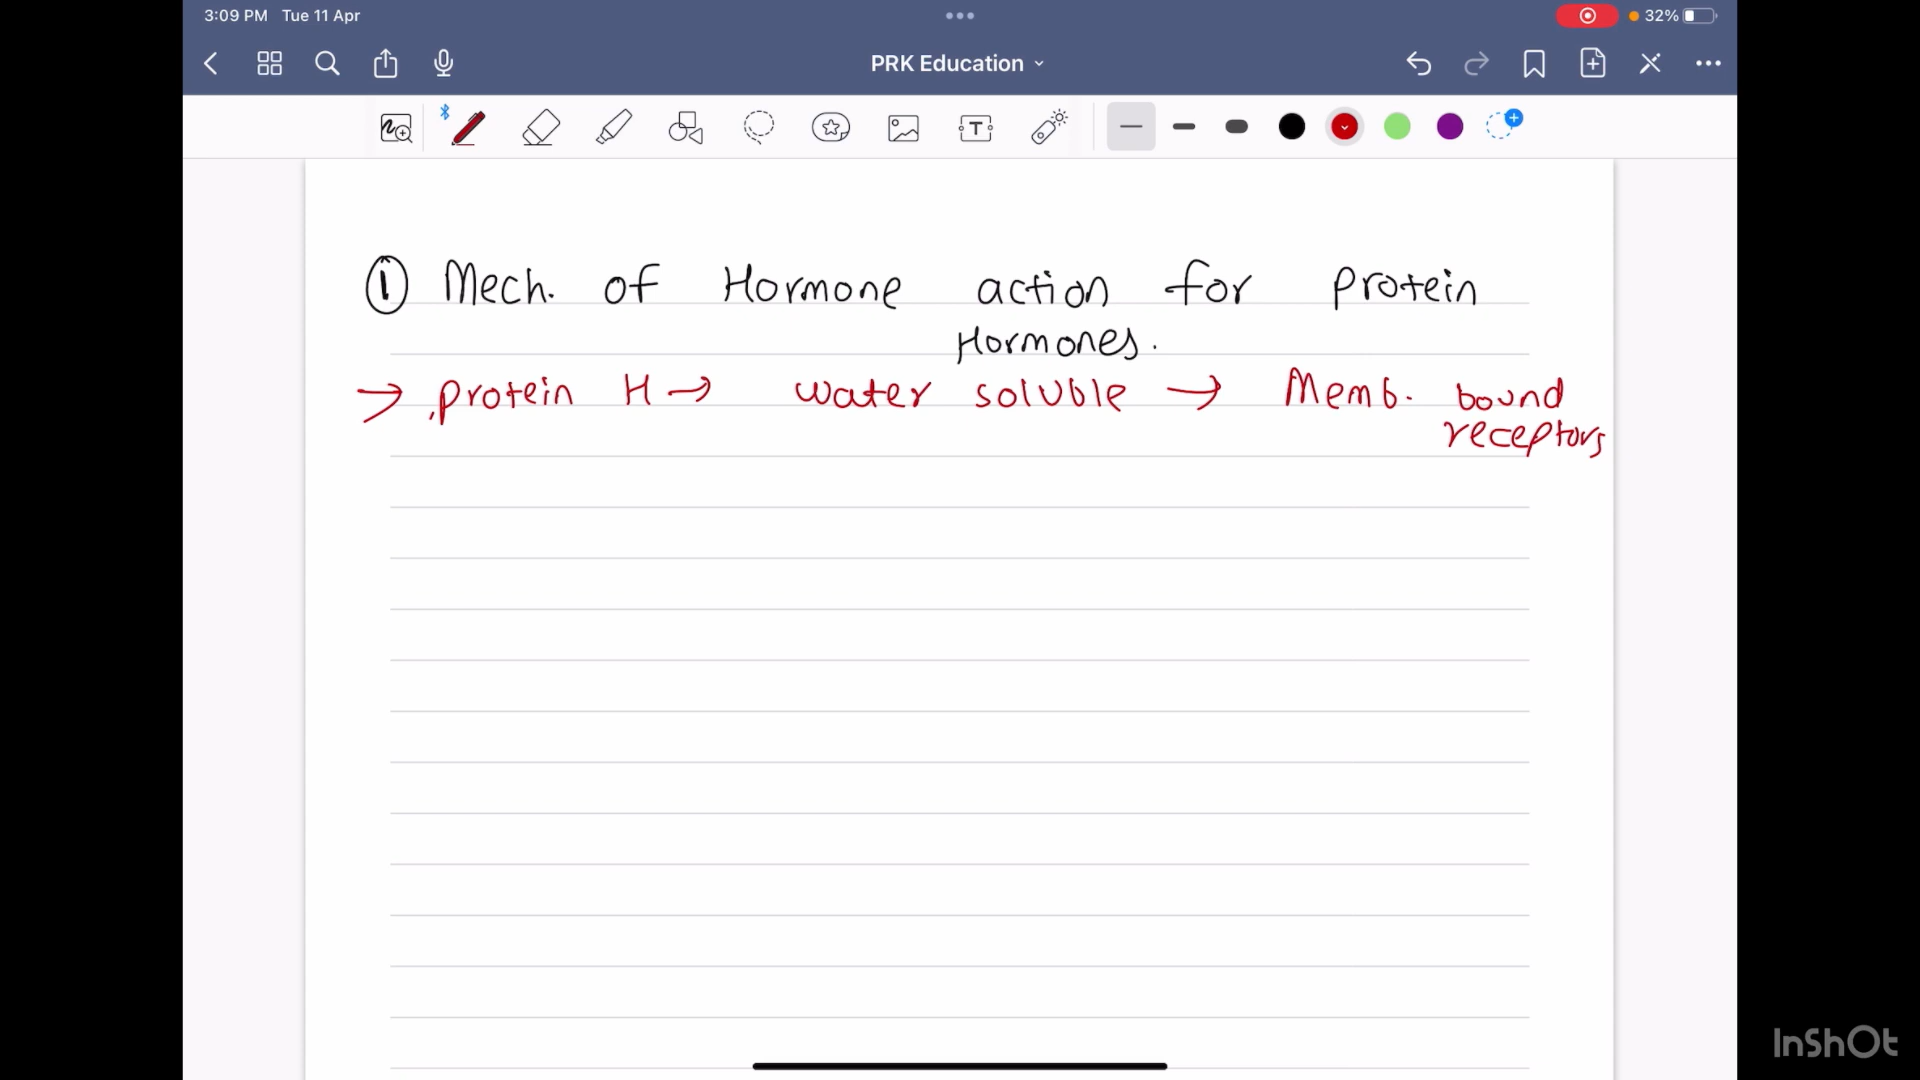 3:09 PM Tue 11 Apr
32%
PRK Education
T
① Mech. of Hormone action for protein
Hormones.
→ protein H → water soluble → Memb. bound
receptors
InShOt